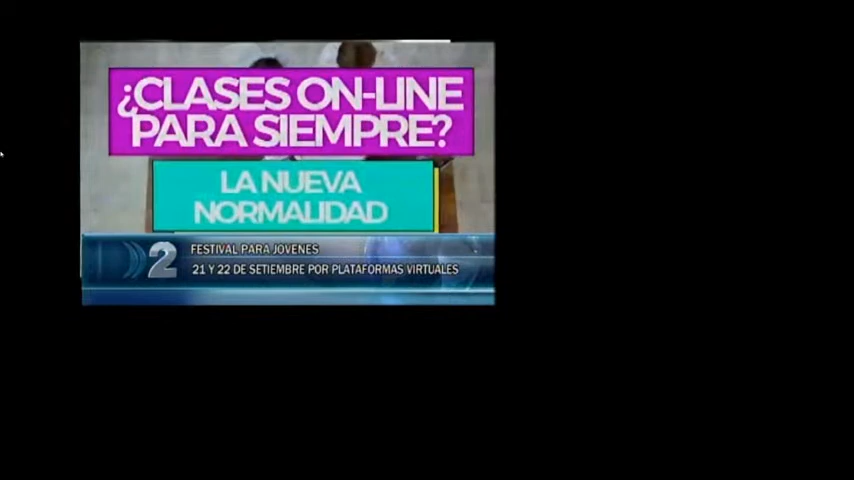 ¿CLASES ON-LINE
PARA SIEMPRE?
LA NUEVA
NORMALIDAD
2
FESTIVAL PARA JOVENES
21 Y 22 DE SETIEMBRE POR PLATAFORMAS VIRTUALES